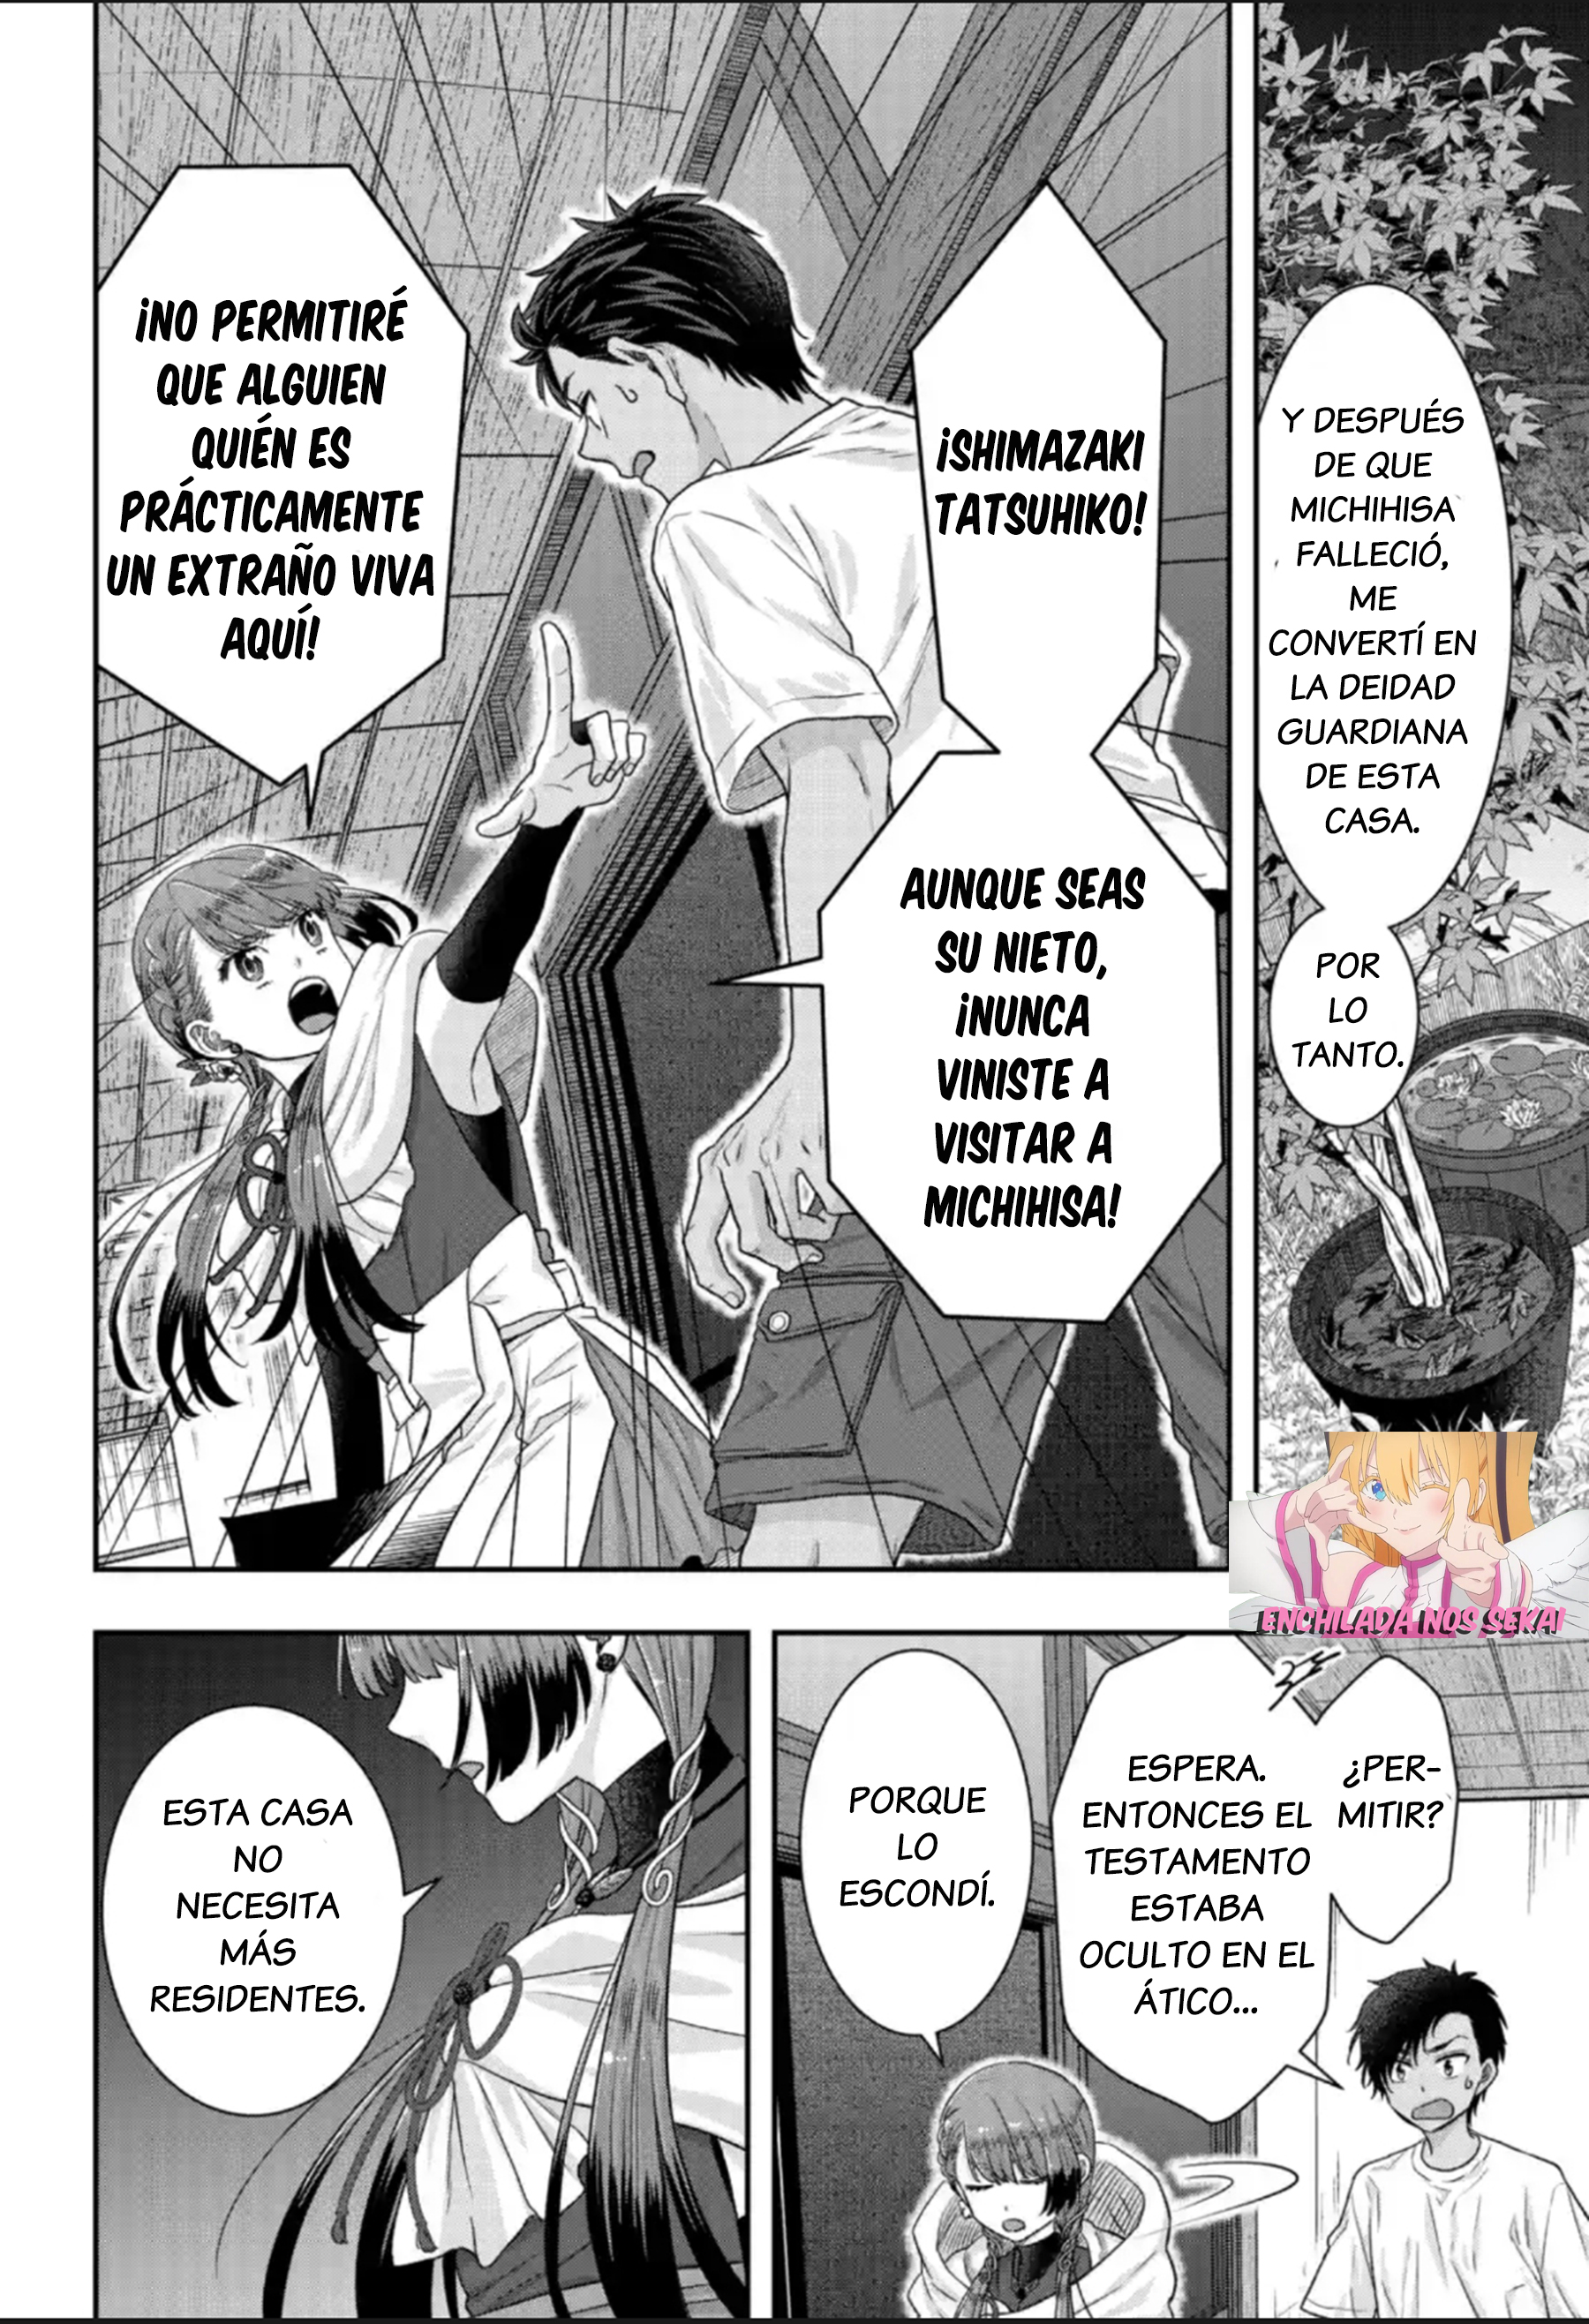 Y DESPUÉS
DE QUE
MICHIHISA
FALLECIÓ,
ME
CONVERTÍ EN
LA DEIDAD
GUARDIANA
DE ESTA
CASA.
POR
LO
TANTO.
¡SHIMAZAKI
TATSUHIKO!
AUNQUE SEAS
SU NIETO,
¡NUNCA
VINISTE A
VISITAR A
MICHIHISA!
¡NO PERMITIRÉ
QUE ALGUIEN
QUIÉN ES
PRÁCTICAMENTE
UN EXTRAÑO VIVA
AQUÍ!
ENCHILADA NOS SEKAI
¿PER-
MITIR?
ESPERA.
ENTONCES EL
TESTAMENTO
ESTABA
OCULTO EN EL
ÁTICO...
PORQUE
LO
ESCONDÍ.
ESTA CASA
NO
NECESITA
MÁS
RESIDENTES.